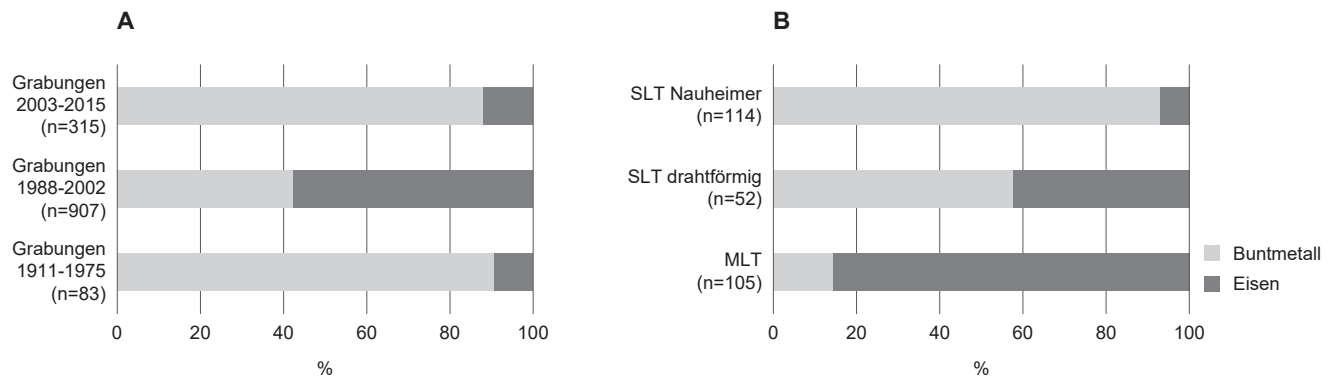 A
Grabungen
2003-2015
(n=315)
Grabungen
1988-2002
(n=907)
Grabungen
1911-1975
(n=83)
0 20 40 60 80 100
%
B
SLT Nauheimer
(n=114)
SLT drahtförmig
(n=52)
MLT
(n=105)
0 20 40 60 80 100
%
Buntmetall
Eisen